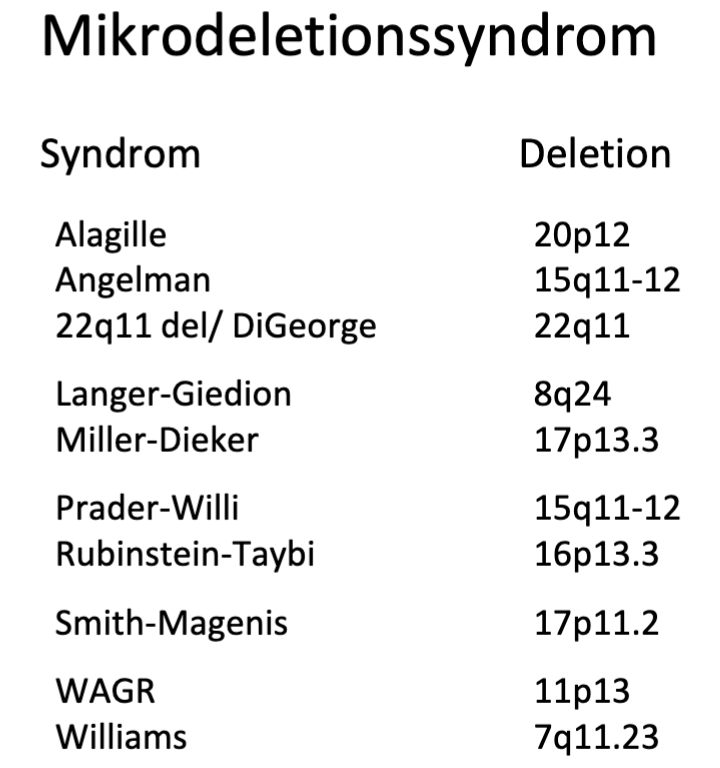 Mikrodeletionssyndrom
Syndrom Deletion
Alagille 20p12
Angelman 15q11-12
22q11 del/ DiGeorge 22q11
Langer-Giedion 8q24
Miller-Dieker 17p13.3
Prader-Willi 15q11-12
Rubinstein-Taybi 16p13.3
Smith-Magenis 17p11.2
WAGR 11p13
Williams 7q11.23